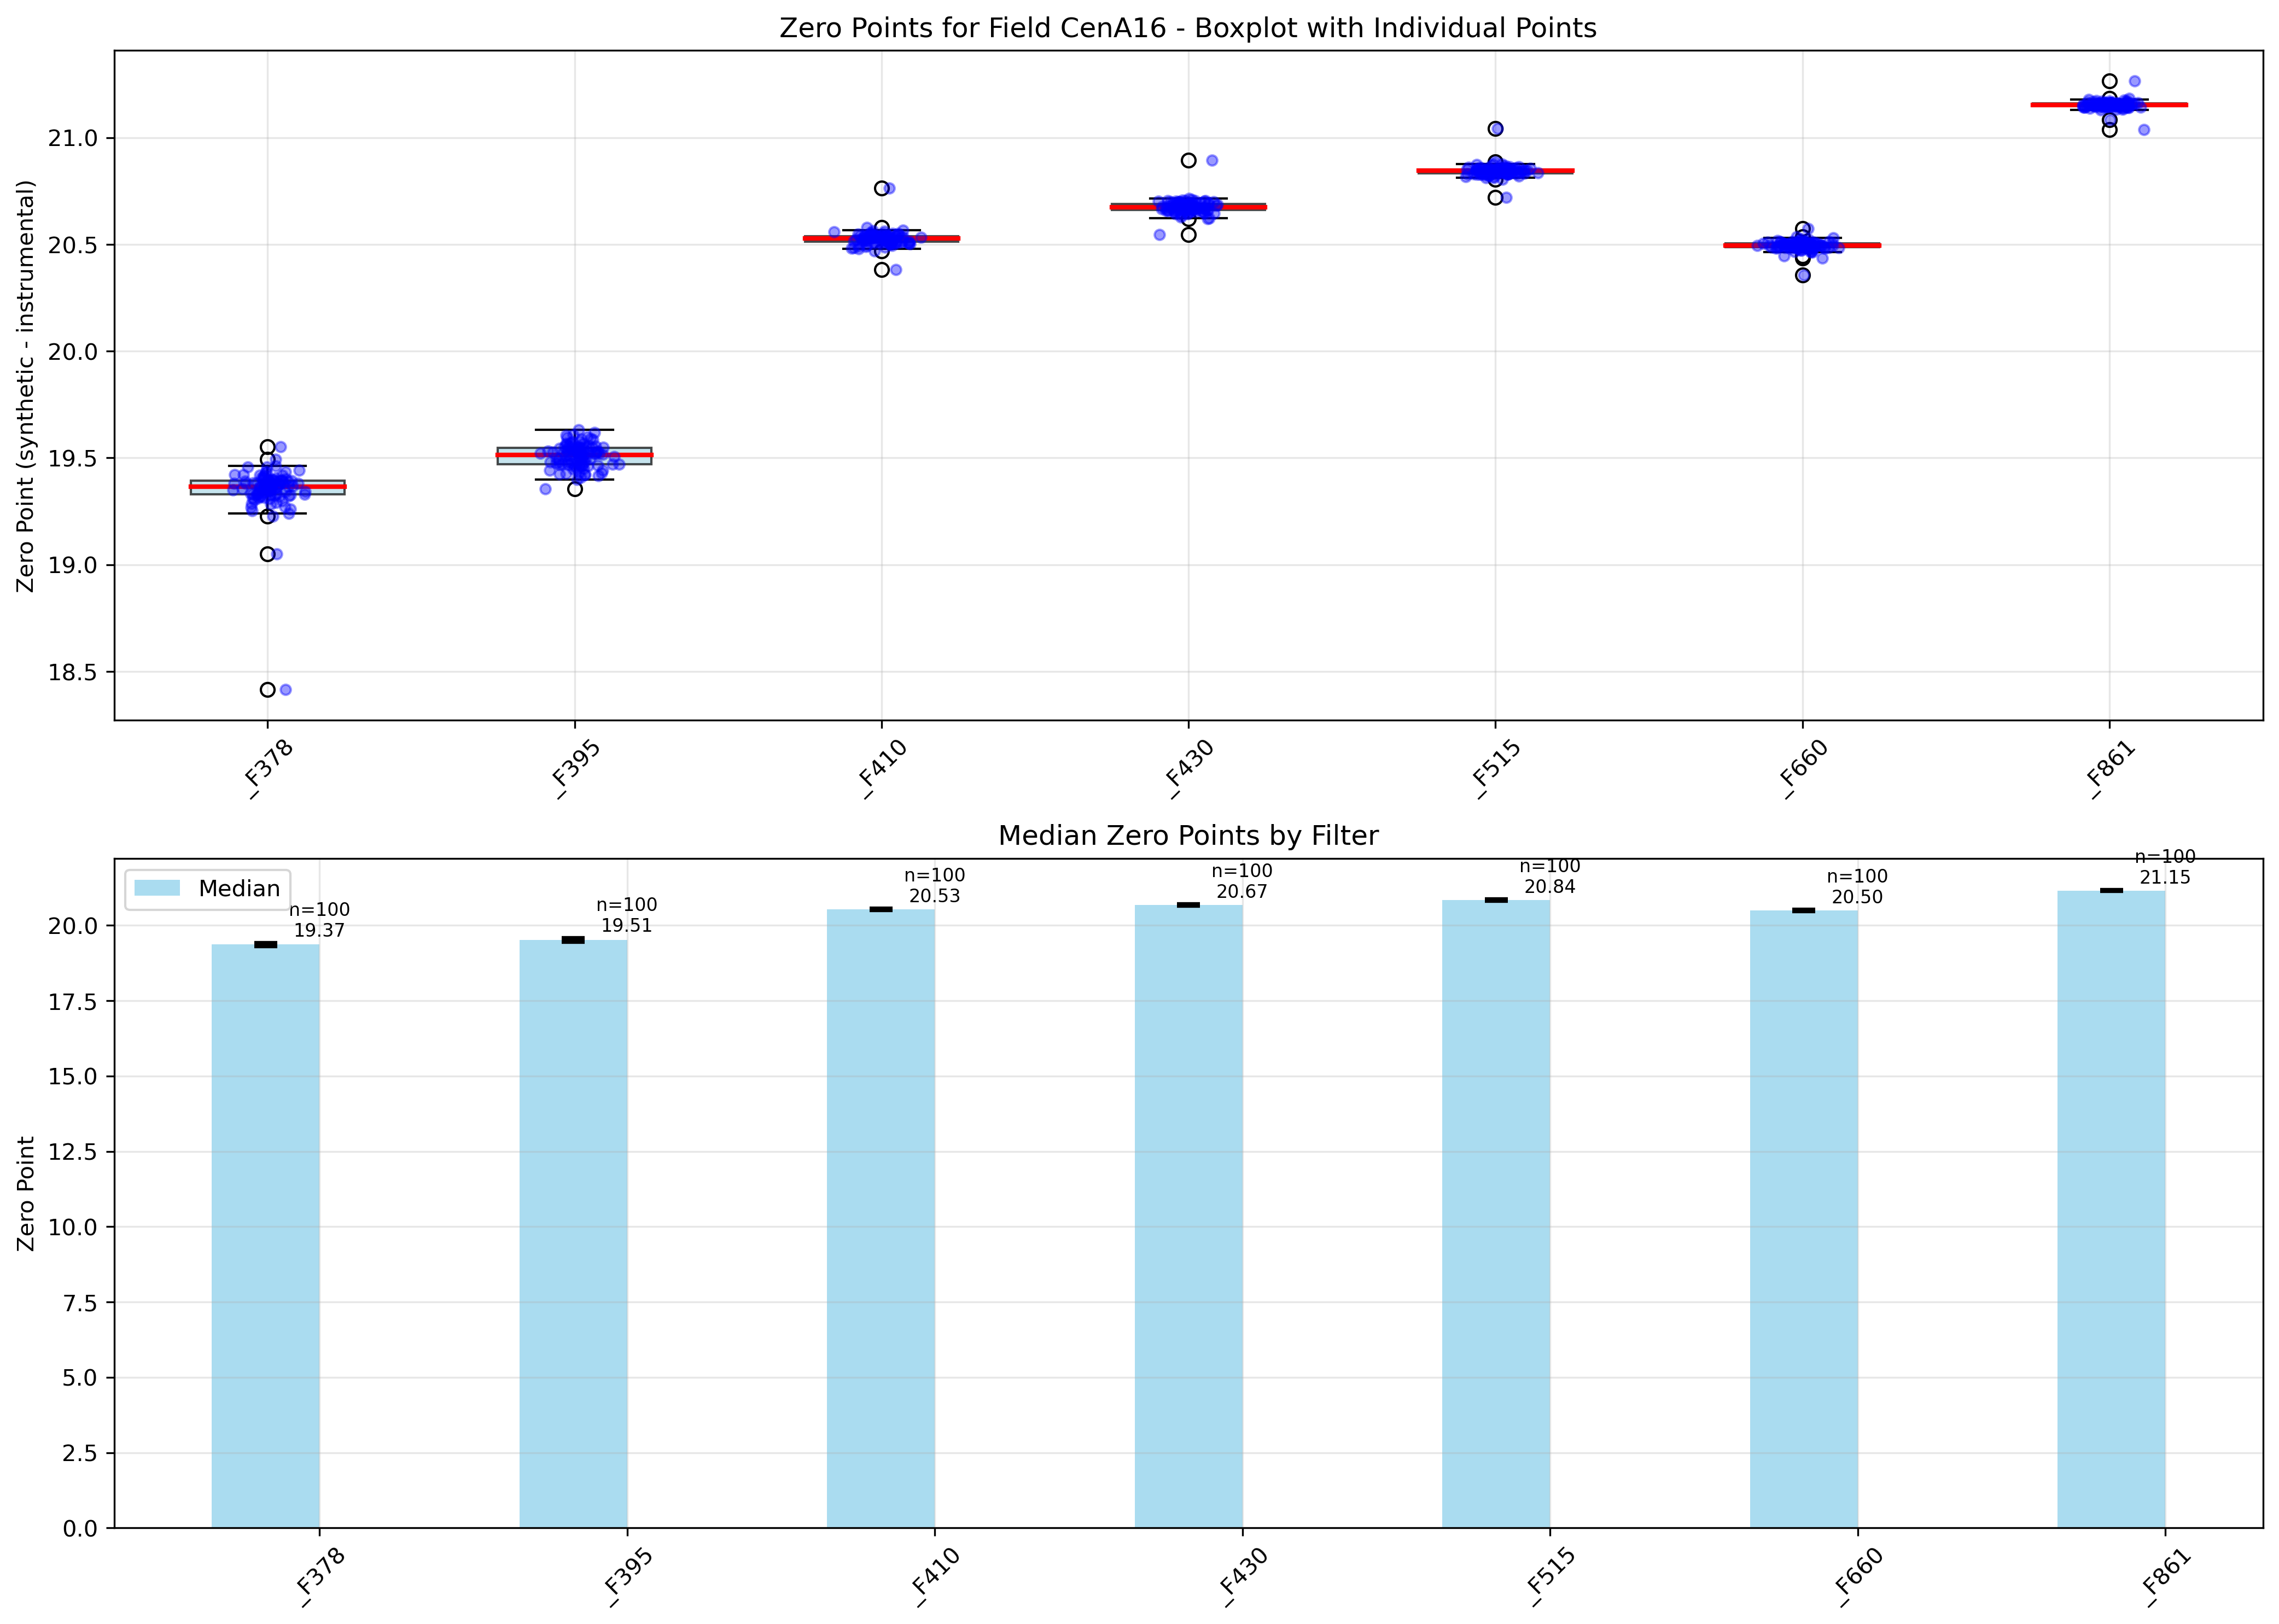 Zero Points for Field CenA16 - Boxplot with Individual Points
Zero Point (synthetic - instrumental)
21.0
20.5
20.0
19.5
19.0
18.5
_F378
_F395
_F410
_F430
_F515
_F660
_F861
Median Zero Points by Filter
Zero Point
Median
n=100
19.37
n=100
19.51
n=100
20.53
n=100
20.67
n=100
20.84
n=100
20.50
n=100
21.15
20.0
17.5
15.0
12.5
10.0
7.5
5.0
2.5
0.0
_F378
_F395
_F410
_F430
_F515
_F660
_F861